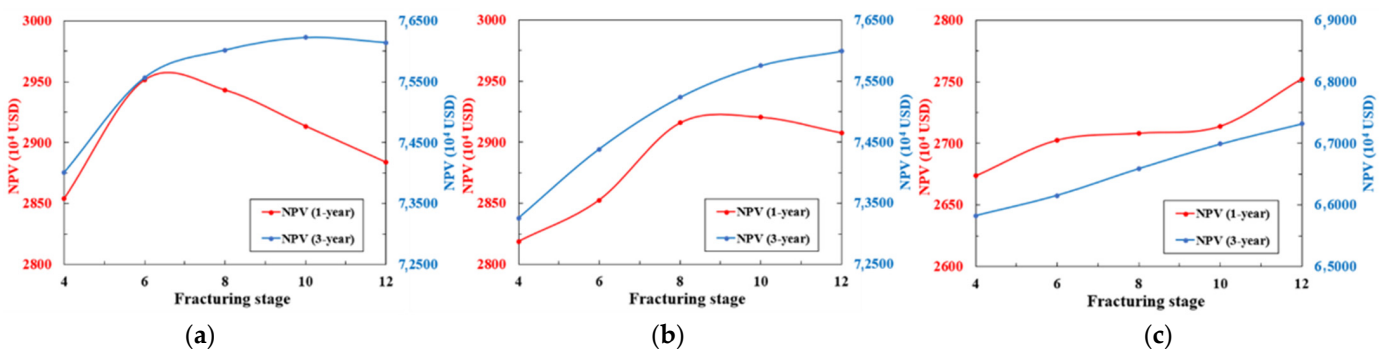 3000
2950
2900
2850
2800
NPV (10⁴ USD)
7,6500
7,5500
7,4500
7,3500
7,2500
NPV (10⁴ USD)
NPV (1-year)
NPV (3-year)
4 6 8 10 12
Fracturing stage
(a)
3000
2950
2900
2850
2800
NPV (10⁴ USD)
7,6500
7,5500
7,4500
7,3500
7,2500
NPV (10⁴ USD)
NPV (1-year)
NPV (3-year)
4 6 8 10 12
Fracturing stage
(b)
2800
2750
2700
2650
2600
NPV (10⁴ USD)
6,9000
6,8000
6,7000
6,6000
6,5000
NPV (10⁴ USD)
NPV (1-year)
NPV (3-year)
4 6 8 10 12
Fracturing stage
(c)